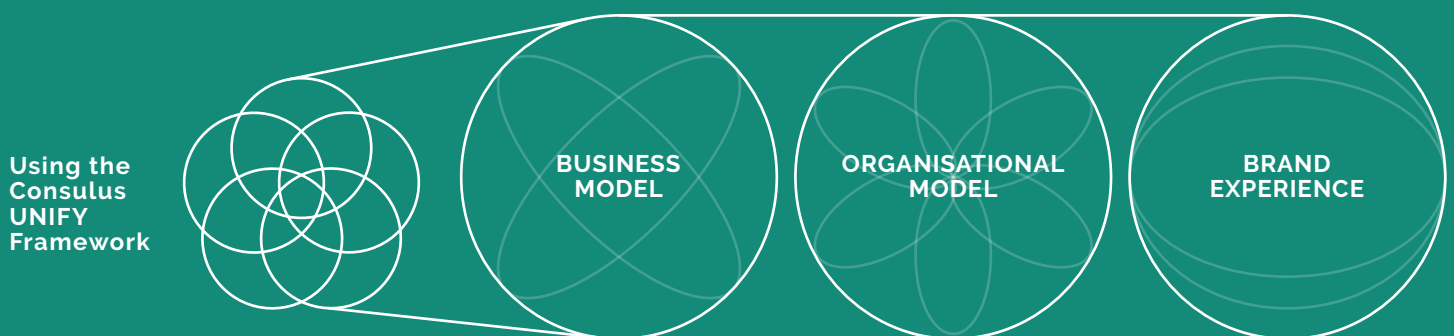 Using the
Consulus
UNIFY
Framework
BUSINESS
MODEL
ORGANISATIONAL
MODEL
BRAND
EXPERIENCE